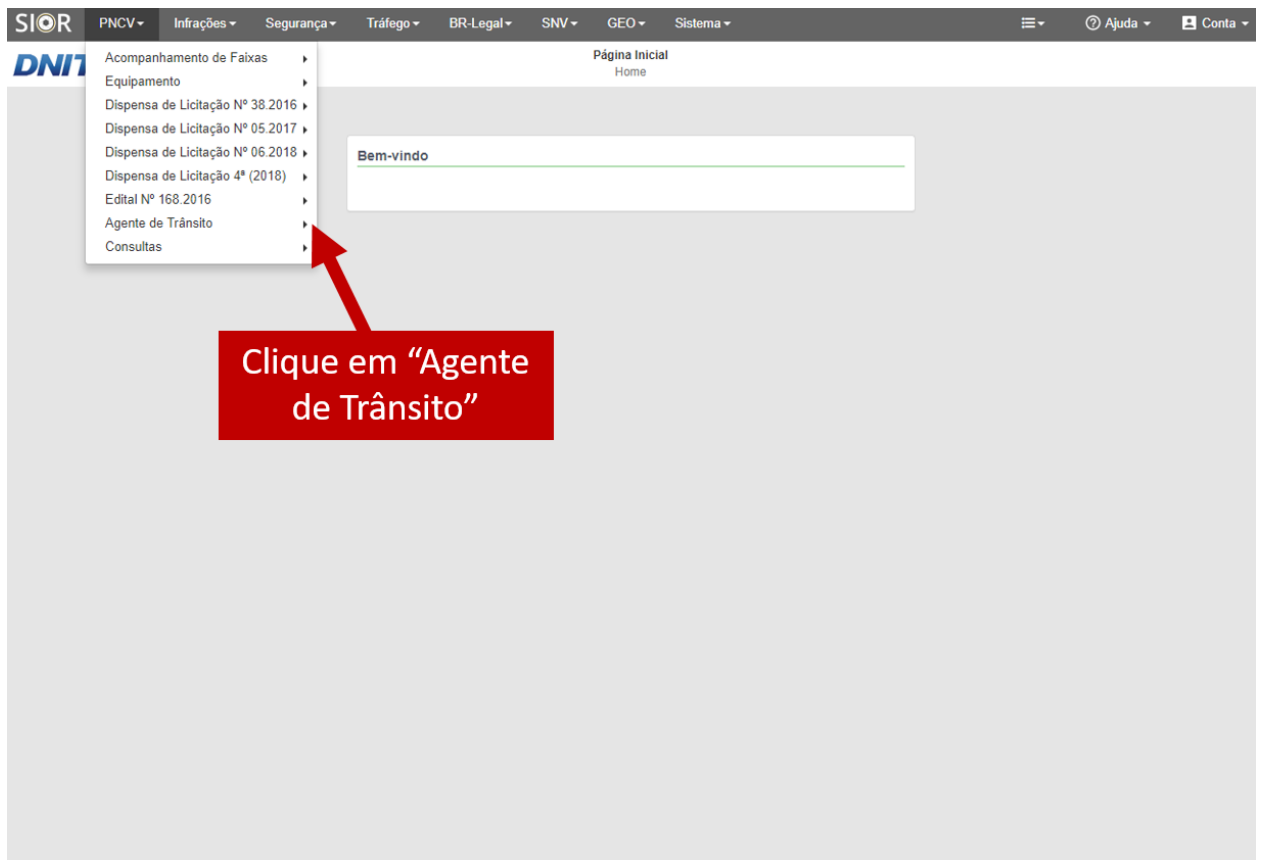 SIOR PNCV Infrações Segurança Tráfego BR-Legal SNV GEO Sistema Ajuda Conta
DNIT
Página Inicial
Home
Acompanhamento de Faixas
Equipamento
Dispensa de Licitação Nº 38.2016
Dispensa de Licitação Nº 05.2017
Dispensa de Licitação Nº 06.2018
Dispensa de Licitação 4ª (2018)
Edital Nº 168.2016
Agente de Trânsito
Consultas
Bem-vindo
Clique em “Agente
de Trânsito”